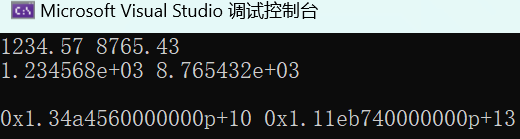 Microsoft Visual Studio 调试控制台
1234.57 8765.43
1.234568e+03 8.765432e+03
0x1.34a4560000000p+10 0x1.11eb740000000p+13